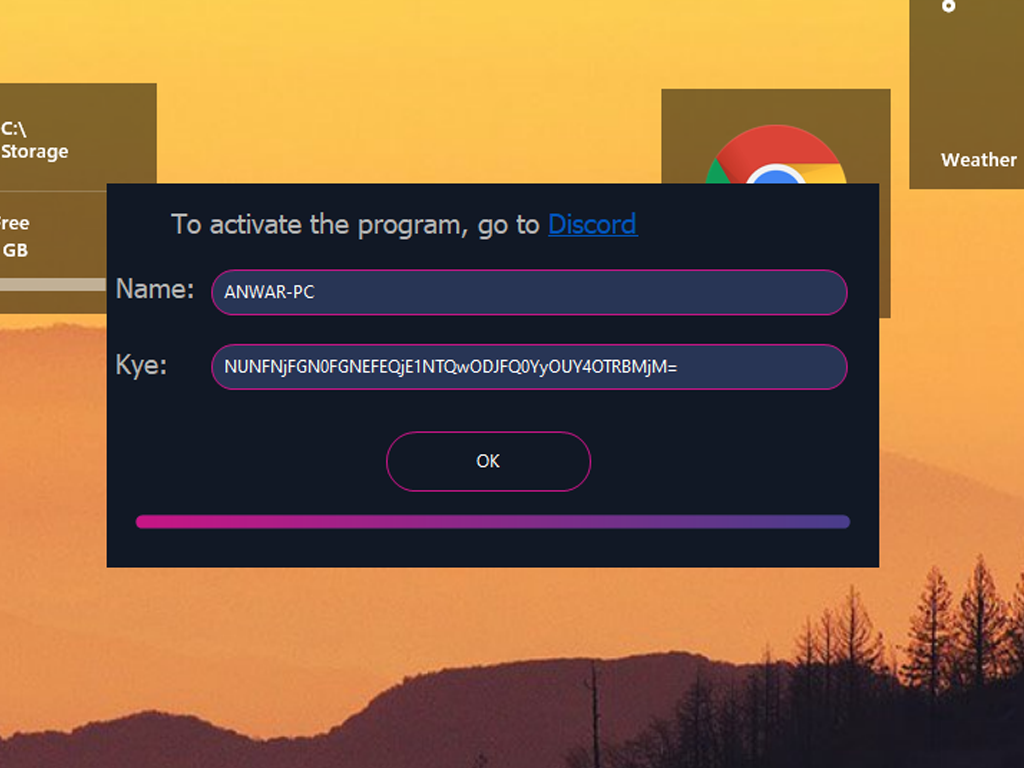 C:\
Storage
ree
GB
Weather
To activate the program, go to Discord
Name: ANWAR-PC
Kye: NUNFNjFGN0FGNEFEQjE1NTQwODJFQ0YyOUY4OTRBMjM=
OK